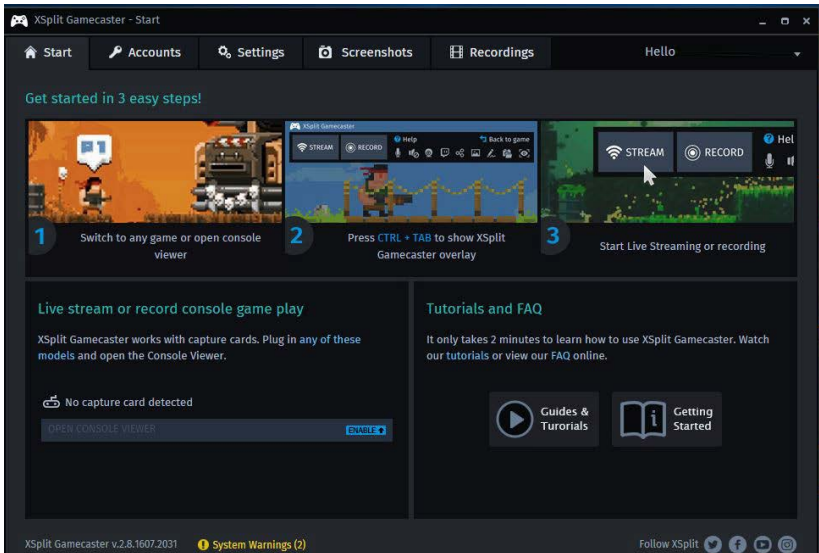 XSplit Gamecaster - Start
Start
Accounts
Settings
Screenshots
Recordings
Hello
Get started in 3 easy steps!
P1
XSplit Gamecaster
STREAM
RECORD
Help
Back to game
STREAM
RECORD
Hel
1
Switch to any game or open console
viewer
2
Press CTRL + TAB to show XSplit
Gamecaster overlay
3
Start Live Streaming or recording
Live stream or record console game play
XSplit Gamecaster works with capture cards. Plug in any of these
models and open the Console Viewer.
No capture card detected
OPEN CONSOLE VIEWER
ENABLE
Tutorials and FAQ
It only takes 2 minutes to learn how to use XSplit Gamecaster. Watch
our tutorials or view our FAQ online.
Guides &
Turorials
Getting
Started
XSplit Gamecaster v.2.8.1607.2031
System Warnings (2)
Follow XSplit